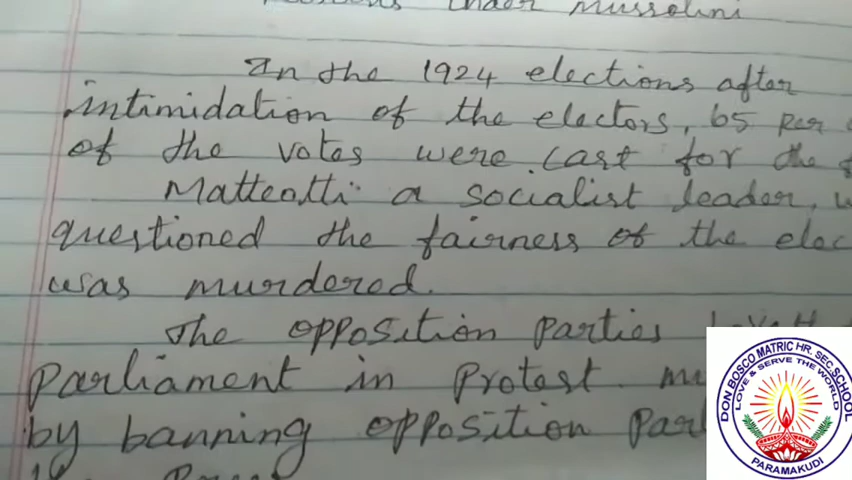 under Mussolini
In the 1924 elections after
intimidation of the electors, 65 per
of the votes were cast for the
Matteotti a socialist leader,
questioned the fairness of the elec
was murdered.
The opposition parties
Parliament in protest.
by banning opposition par
DON BOSCO MATRIC HR. SEC. SCHOOL
LOVE & SERVE THE WORLD
PARAMAKUDI